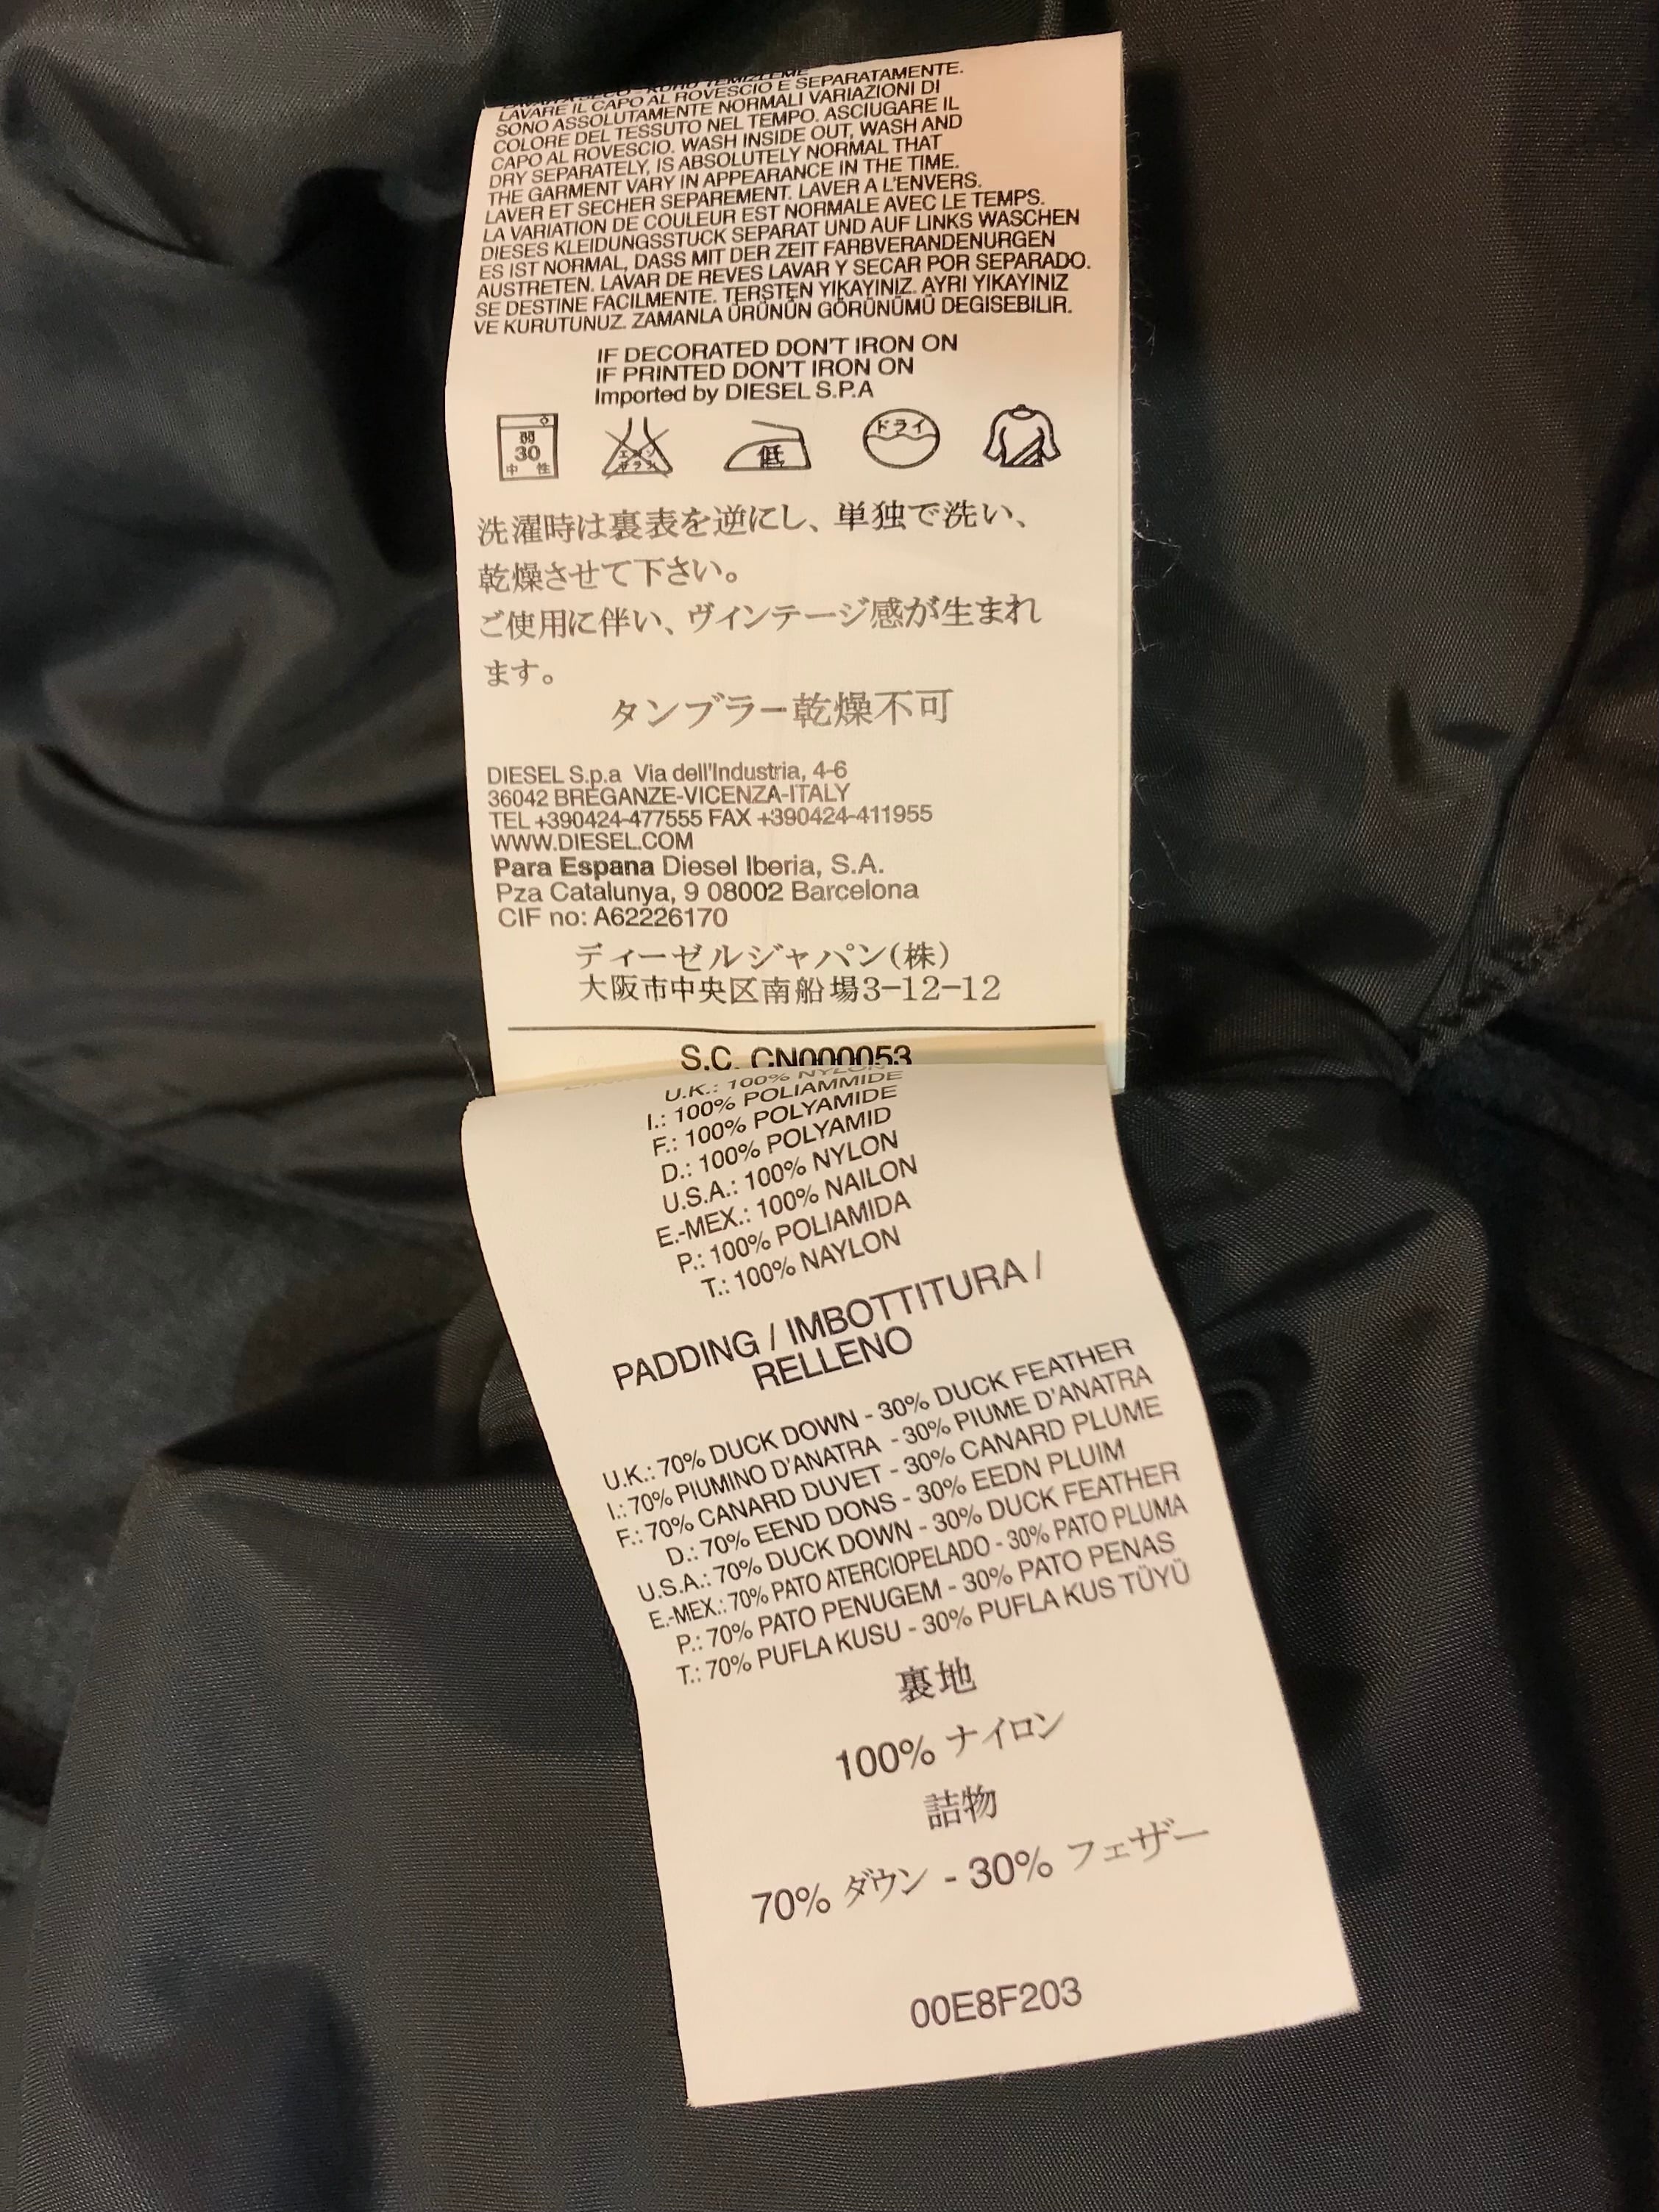 LAVARE IL CAPO AL ROVESCIO E SEPARATAMENTE.
SONO ASSOLUTAMENTE NORMALI VARIAZIONI DI
COLORE DEL TESSUTO NEL TEMPO. ASCIUGARE IL
CAPO AL ROVESCIO. WASH INSIDE OUT, WASH AND
DRY SEPARATELY, IS ABSOLUTELY NORMAL THAT
THE GARMENT VARY IN APPEARANCE IN THE TIME.
LAVER ET SECHER SEPAREMENT. LAVER A L'ENVERS.
LA VARIATION DE COULEUR EST NORMALE AVEC LE TEMPS.
DIESES KLEIDUNGSSTUCK SEPARAT UND AUF LINKS WASCHEN
ES IST NORMAL, DASS MIT DER ZEIT FARBVERANDENURGEN
AUSTRETEN. LAVAR DE REVES LAVAR Y SECAR POR SEPARADO.
SE DESTINE FACILMENTE. TERSTEN YIKAYINIZ. AYRI YIKAYINIZ
VE KURUTUNUZ. ZAMANLA ÜRÜNÜN GÖRÜNÜMÜ DEGISEBILIR.
IF DECORATED DON'T IRON ON
IF PRINTED DON'T IRON ON
Imported by DIESEL S.P.A
弱 30 中性 エンソ サラシ 低 ドライ
洗濯時は裏表を逆にし、単独で洗い、
乾燥させて下さい。
ご使用に伴い、ヴィンテージ感が生まれ
ます。
タンブラー乾燥不可
DIESEL S.p.a Via dell'Industria, 4-6
36042 BREGANZE-VICENZA-ITALY
TEL +390424-477555 FAX +390424-411955
WWW.DIESEL.COM
Para Espana Diesel Iberia, S.A.
Pza Catalunya, 9 08002 Barcelona
CIF no: A62226170
ディーゼルジャパン(株)
大阪市中央区南船場3-12-12
S.C. CN000053
U.K.: 100% NYLON
I.: 100% POLIAMMIDE
F.: 100% POLYAMIDE
D.: 100% POLYAMID
U.S.A.: 100% NYLON
E.-MEX.: 100% NAILON
P.: 100% POLIAMIDA
T.: 100% NAYLON
PADDING / IMBOTTITURA /
RELLENO
U.K.: 70% DUCK DOWN - 30% DUCK FEATHER
I.: 70% PIUMINO D'ANATRA - 30% PIUME D'ANATRA
F.: 70% CANARD DUVET - 30% CANARD PLUME
D.: 70% EEND DONS - 30% EEDN PLUIM
U.S.A.: 70% DUCK DOWN - 30% DUCK FEATHER
E.-MEX.: 70% PATO ATERCIOPELADO - 30% PATO PLUMA
P.: 70% PATO PENUGEM - 30% PATO PENAS
T.: 70% PUFLA KUSU - 30% PUFLA KUS TÜYÜ
裏地
100% ナイロン
詰物
70% ダウン - 30% フェザー
00E8F203